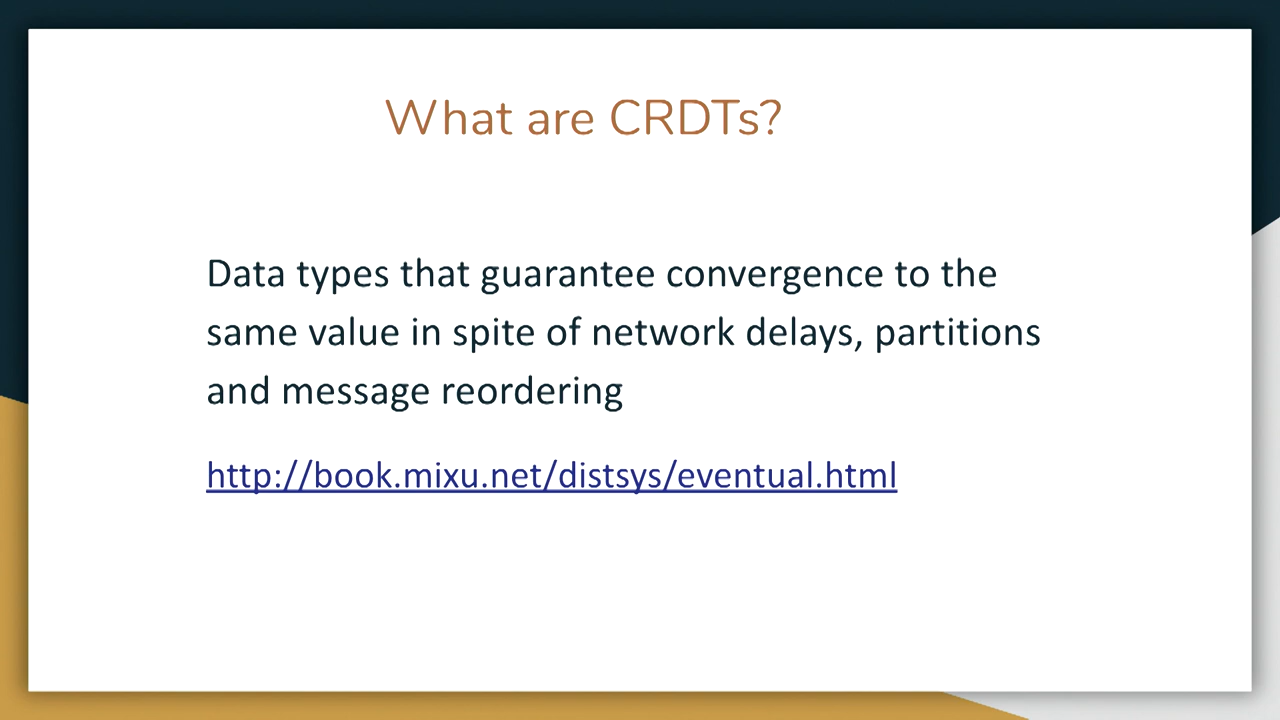 What are CRDTs?
Data types that guarantee convergence to the
same value in spite of network delays, partitions
and message reordering
http://book.mixu.net/distsys/eventual.html